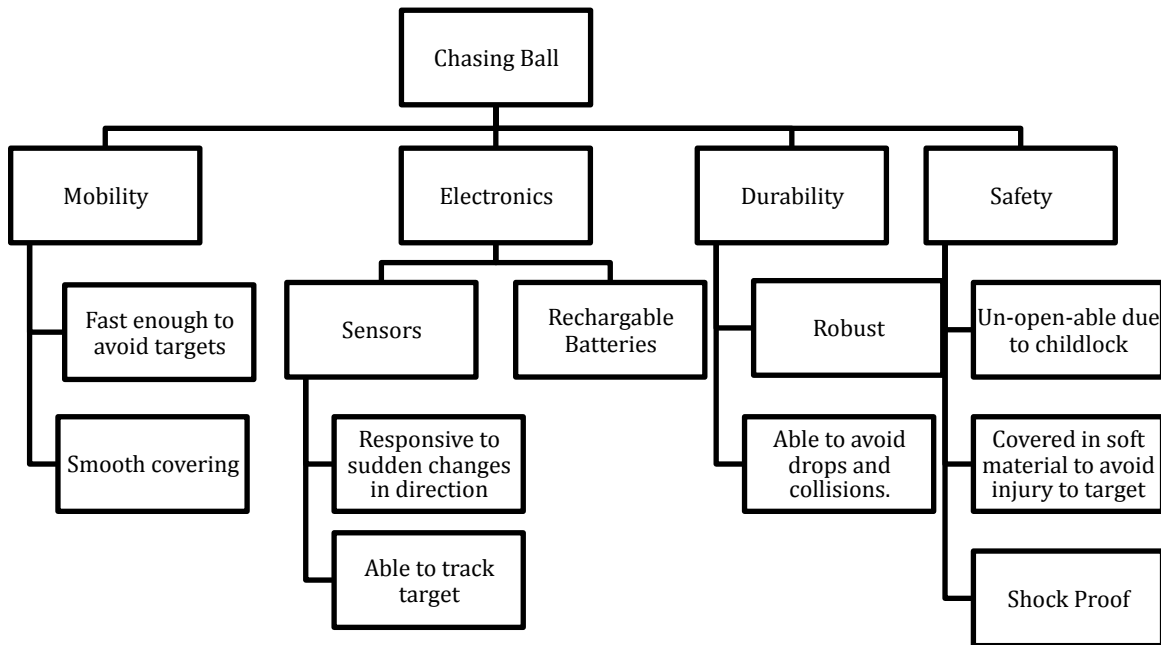 Chasing Ball
Mobility
Electronics
Durability
Safety
Fast enough to
avoid targets
Smooth covering
Sensors
Rechargable
Batteries
Responsive to
sudden changes
in direction
Able to track
target
Robust
Able to avoid
drops and
collisions.
Un-open-able due
to childlock
Covered in soft
material to avoid
injury to target
Shock Proof